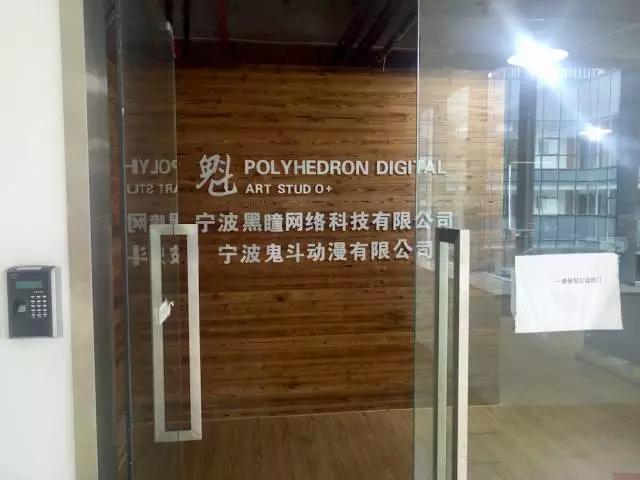 魁 POLYHEDRON DIGITAL
ART STUD O+
宁波黑瞳网络科技有限公司
宁波鬼斗动漫有限公司